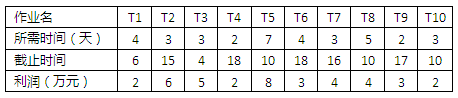 作业名 T1 T2 T3 T4 T5 T6 T7 T8 T9 T10
所需时间（天） 4 3 3 2 7 4 3 5 2 3
截止时间 6 15 4 18 10 18 16 10 17 10
利润（万元） 2 6 5 2 8 3 4 4 3 2